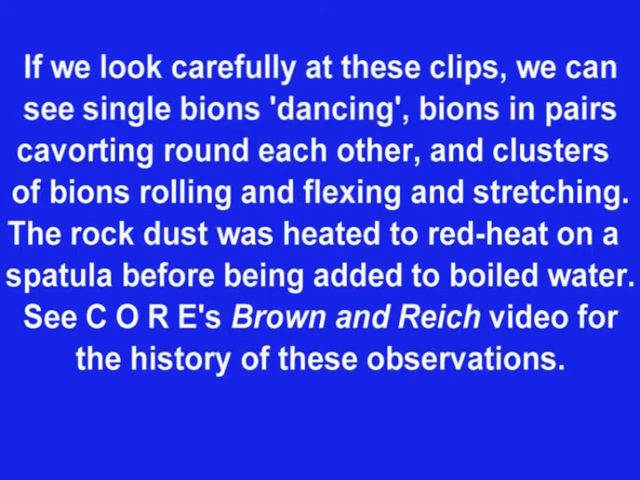 If we look carefully at these clips, we can
see single bions 'dancing', bions in pairs
cavorting round each other, and clusters
of bions rolling and flexing and stretching.
The rock dust was heated to red-heat on a
spatula before being added to boiled water.
See C O R E's Brown and Reich video for
the history of these observations.